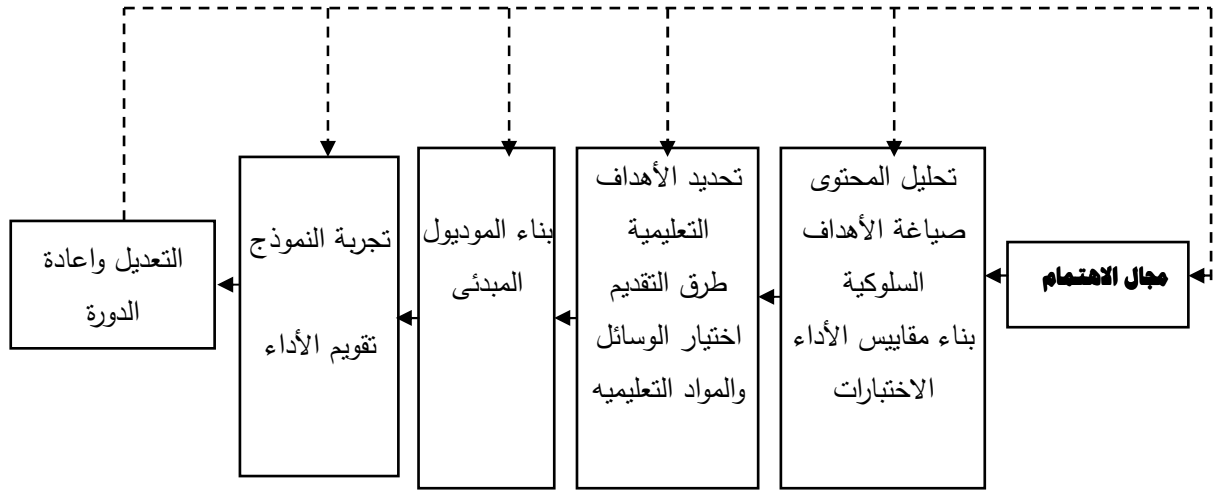 مجال الاهتمام
تحليل المحتوى
صياغة الأهداف
السلوكية
بناء مقاييس الأداء
الاختبارات
تحديد الأهداف
التعليمية
طرق التقديم
اختيار الوسائل
والمواد التعليميه
بناء الموديول
المبدئى
تجربة النموذج
تقويم الأداء
التعديل واعادة
الدورة